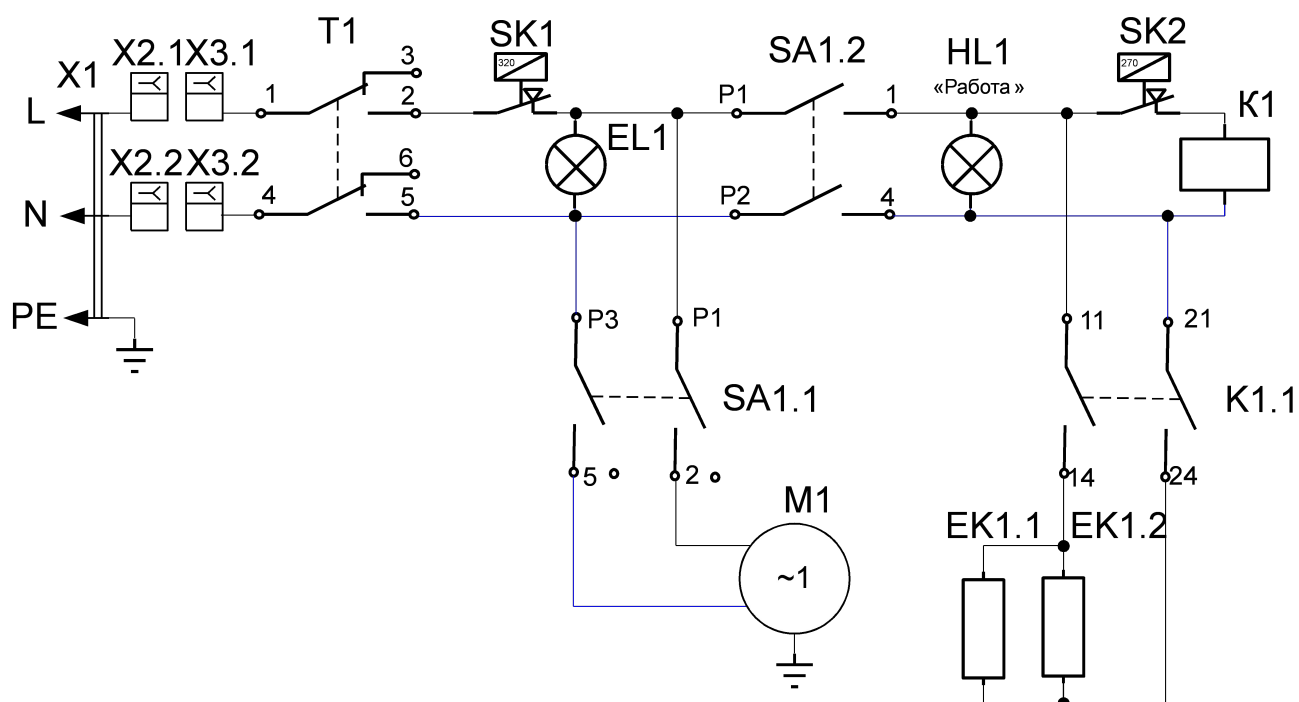 T1
SK1
SA1.2
HL1
«Работа»
SK2
X2.1 X3.1
3
320
270
X1
1
2
P1
1
K1
L
EL1
X2.2 X3.2
6
N
4
5
P2
4
PE
P3
P1
11
21
SA1.1
K1.1
5
2
14
24
M1
EK1.1
EK1.2
~1